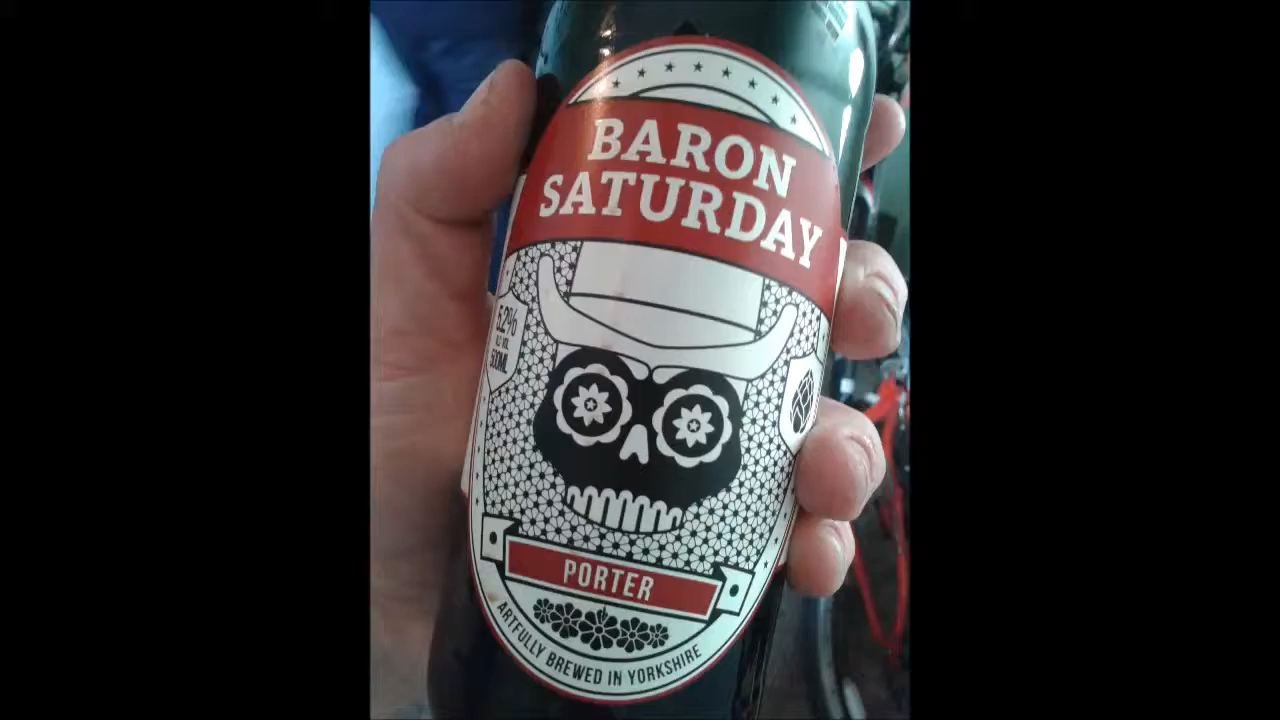 BARON
SATURDAY
5.2%
ALC. VOL.
500ML
PORTER
ARTFULLY BREWED IN YORKSHIRE